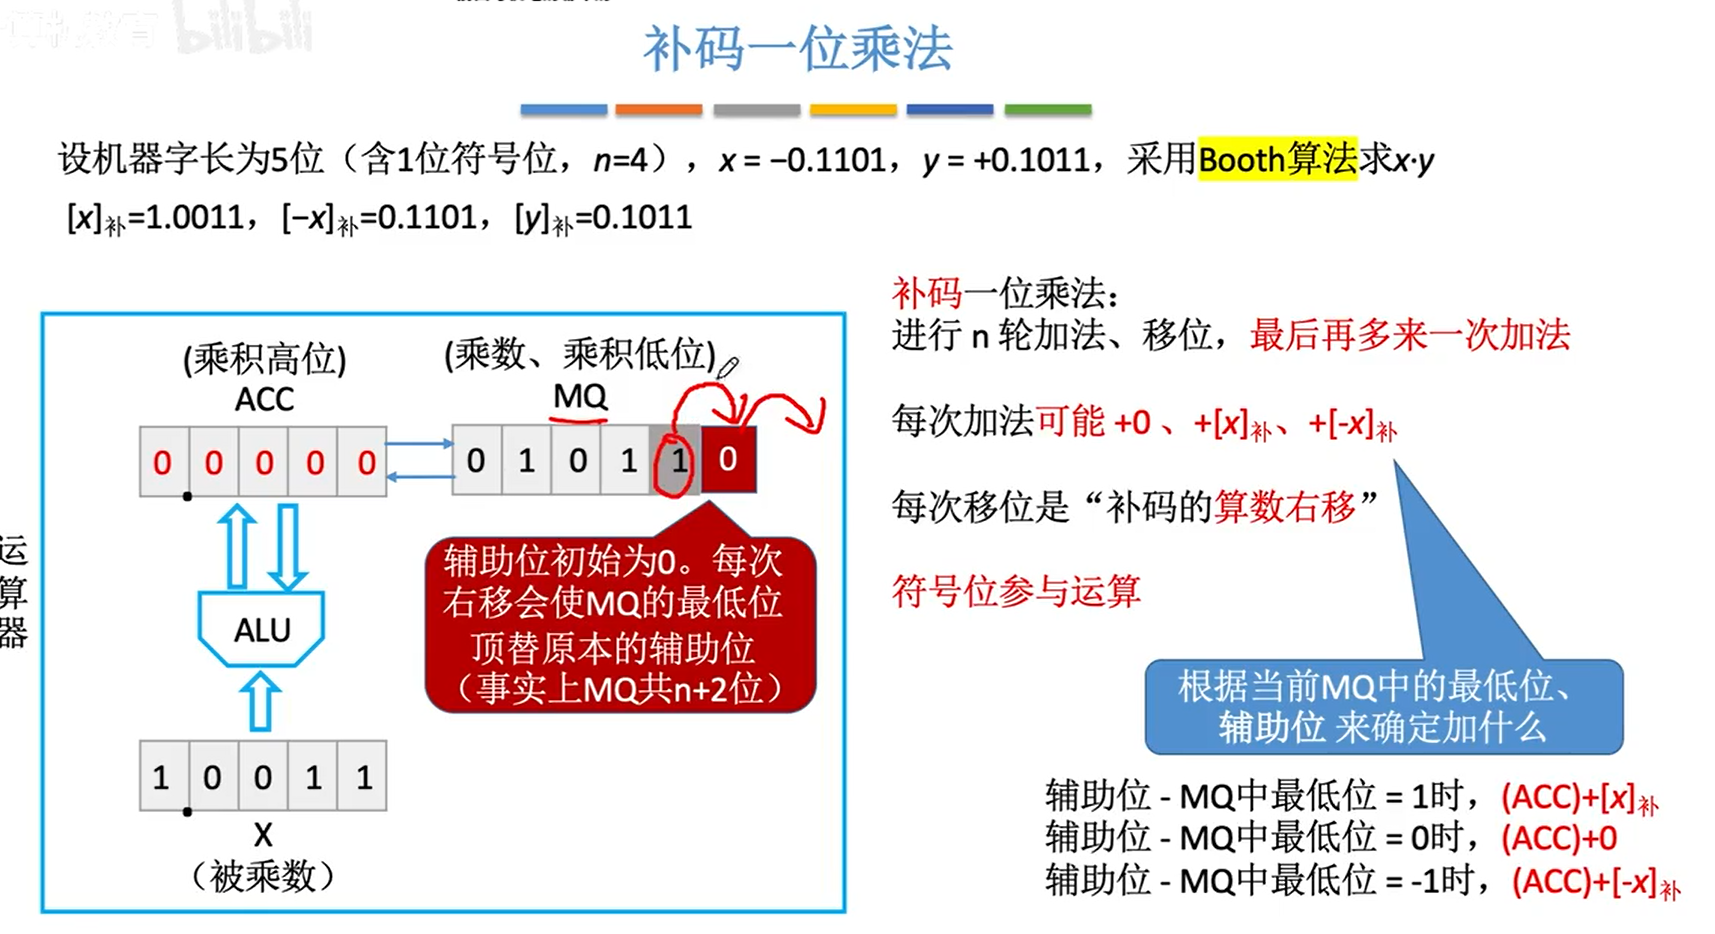 bilibili
补码一位乘法
设机器字长为5位（含1位符号位，n=4），x = −0.1101，y = +0.1011，采用Booth算法求x·y
[x]补=1.0011，[−x]补=0.1101，[y]补=0.1011
补码一位乘法：
进行 n 轮加法、移位，最后再多来一次加法
每次加法可能 +0 、+[x]补、+[-x]补
每次移位是“补码的算数右移”
符号位参与运算
根据当前MQ中的最低位、
辅助位 来确定加什么
辅助位 - MQ中最低位 = 1时，(ACC)+[x]补
辅助位 - MQ中最低位 = 0时，(ACC)+0
辅助位 - MQ中最低位 = -1时，(ACC)+[-x]补
运
算
器
(乘积高位)
ACC
(乘数、乘积低位)
MQ
0 0 0 0 0
0 1 0 1 1 0
辅助位初始为0。每次
右移会使MQ的最低位
顶替原本的辅助位
（事实上MQ共n+2位）
ALU
1 0 0 1 1
X
（被乘数）